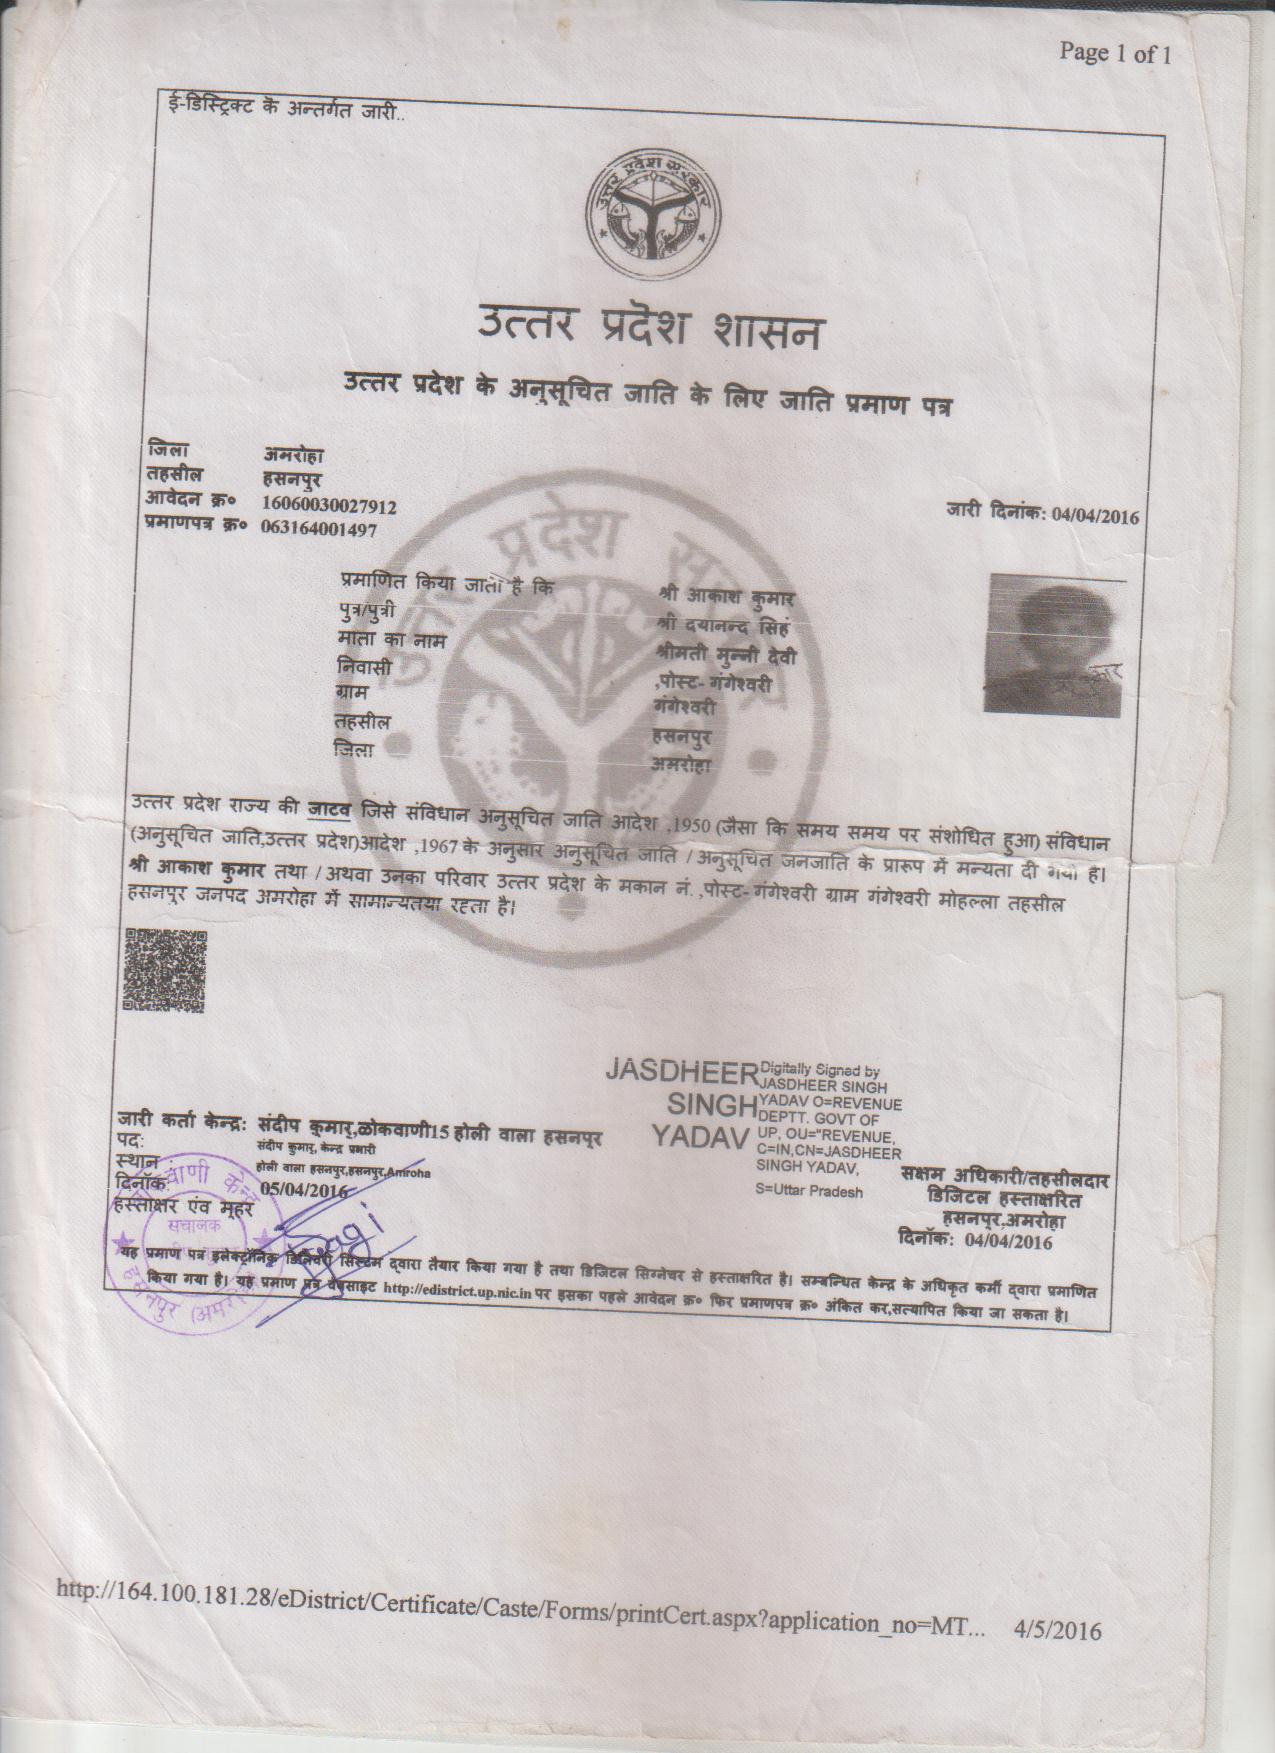 Page 1 of 1
ई-डिस्ट्रिक्ट के अन्तर्गत जारी..
उत्तर प्रदेश सरकार
उत्तर प्रदेश शासन
उत्तर प्रदेश के अनुसूचित जाति के लिए जाति प्रमाण पत्र
जिला अमरोहा
तहसील हसनपुर
आवेदन क्र० 16060030027912
प्रमाणपत्र क्र० 063164001497
जारी दिनांक: 04/04/2016
प्रमाणित किया जाता है कि श्री आकाश कुमार
पुत्र/पुत्री श्री दयानन्द सिहं
माता का नाम श्रीमती मुन्नी देवी
निवासी ,पोस्ट- गंगेश्वरी
ग्राम गंगेश्वरी
तहसील हसनपुर
जिला अमरोहा
उत्तर प्रदेश राज्य की जाटव जिसे संविधान अनुसूचित जाति आदेश ,1950 (जैसा कि समय समय पर संशोधित हुआ) संविधान
(अनुसूचित जाति,उत्तर प्रदेश)आदेश ,1967 के अनुसार अनुसूचित जाति / अनुसूचित जनजाति के प्रारूप में मन्यता दी गयी है।
श्री आकाश कुमार तथा / अथवा उनका परिवार उत्तर प्रदेश के मकान नं. ,पोस्ट- गंगेश्वरी ग्राम गंगेश्वरी मोहल्ला तहसील
हसनपुर जनपद अमरोहा में सामान्यतया रह्ता है।
JASDHEER
SINGH
YADAV
Digitally Signed by
JASDHEER SINGH
YADAV O=REVENUE
DEPTT. GOVT OF
UP, OU="REVENUE,
C=IN,CN=JASDHEER
SINGH YADAV,
S=Uttar Pradesh
जारी कर्ता केन्द्र: संदीप कुमार,ळोकवाणी15 होली वाला हसनपुर
पद: संदीप कुमार, केन्द्र प्रभारी
स्थान : होली वाला हसनपुर,हसनपुर,Amroha
दिनॉक: 05/04/2016
हस्ताक्षर एंव मूहर
सक्षम अधिकारी/तहसीलदार
डिजिटल हस्ताक्षरित
हसनपुर,अमरोहा
दिनॉक: 04/04/2016
यह प्रमाण पत्र इलेक्ट्रॉनिक डिलिवरी सिस्टम द्वारा तैयार किया गया है तथा डिजिटल सिग्नेचर से हस्ताक्षरित है। सम्बन्धित केन्द्र के अधिकृत कर्मी द्वारा प्रमाणित
किया गया है। यह प्रमाण पत्र वेबसाइट http://edistrict.up.nic.in पर इसका पहले आवेदन क्र० फिर प्रमाणपत्र क्र० अंकित कर,सत्यापित किया जा सकता है।
http://164.100.181.28/eDistrict/Certificate/Caste/Forms/printCert.aspx?application_no=MT... 4/5/2016